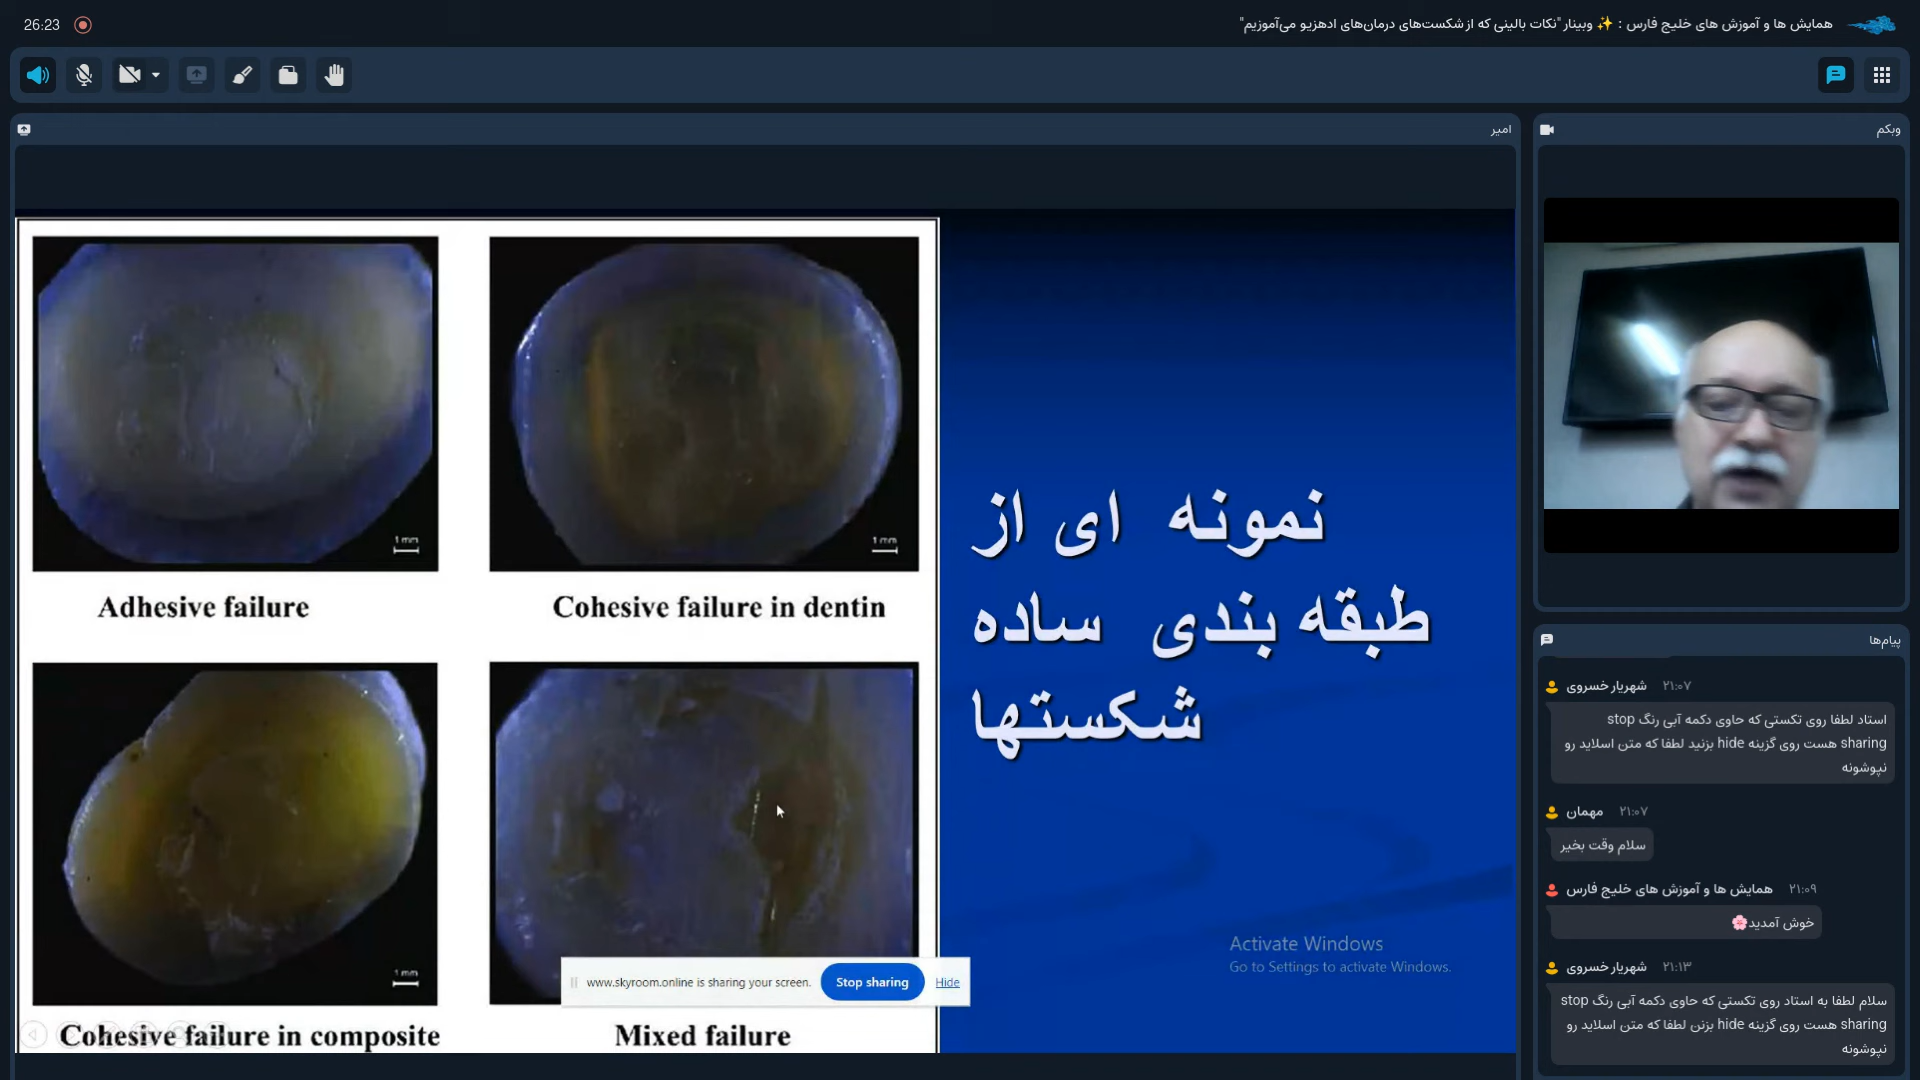 26:23
همایش ها و آموزش های خلیج فارس : ✨ وبینار "نکات بالینی که از شکست‌های درمان‌های ادهزیو می‌آموزیم"
امیر
وبکم
1 mm
1 mm
Adhesive failure
Cohesive failure in dentin
1 mm
Cohesive failure in composite
Mixed failure
نمونه ای از
طبقه بندی ساده
شکستها
Activate Windows
Go to Settings to activate Windows.
www.skyroom.online is sharing your screen.
Stop sharing
Hide
پیام‌ها
شهریار خسروی ۲۱:۰۷
استاد لطفا روی تکستی که حاوی دکمه آبی رنگ stop
sharing هست روی گزینه hide بزنید لطفا که متن اسلاید رو
نپوشونه
مهمان ۲۱:۰۷
سلام وقت بخیر
همایش ها و آموزش های خلیج فارس ۲۱:۰۹
خوش آمدید🌸
شهریار خسروی ۲۱:۱۳
سلام لطفا به استاد روی تکستی که حاوی دکمه آبی رنگ stop
sharing هست روی گزینه hide بزنن لطفا که متن اسلاید رو
نپوشونه